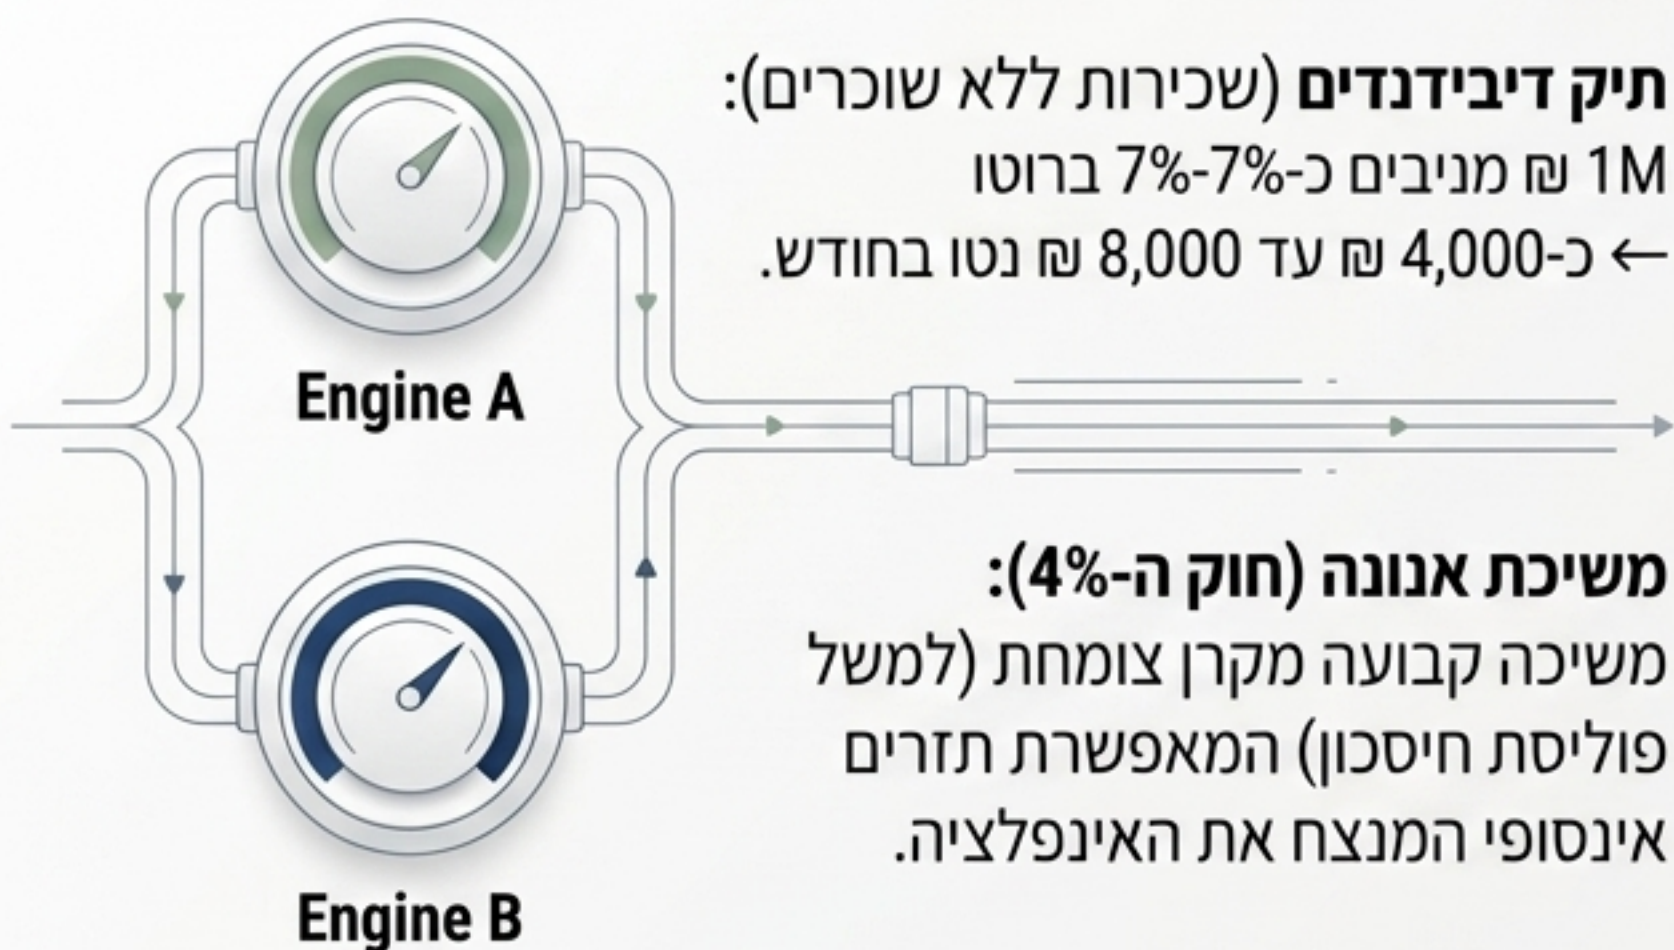 תיק דיבידנדים (שכירות ללא שוכרים):
1M ₪ מניבים כ-7%-7% ברוטו
← כ-4,000 ₪ עד 8,000 ₪ נטו בחודש.
Engine A
משיכת אנונה (חוק ה-4%):
משיכה קבועה מקרן צומחת (למשל
פוליסת חיסכון) המאפשרת תזרים
אינסופי המנצח את האינפלציה.
Engine B